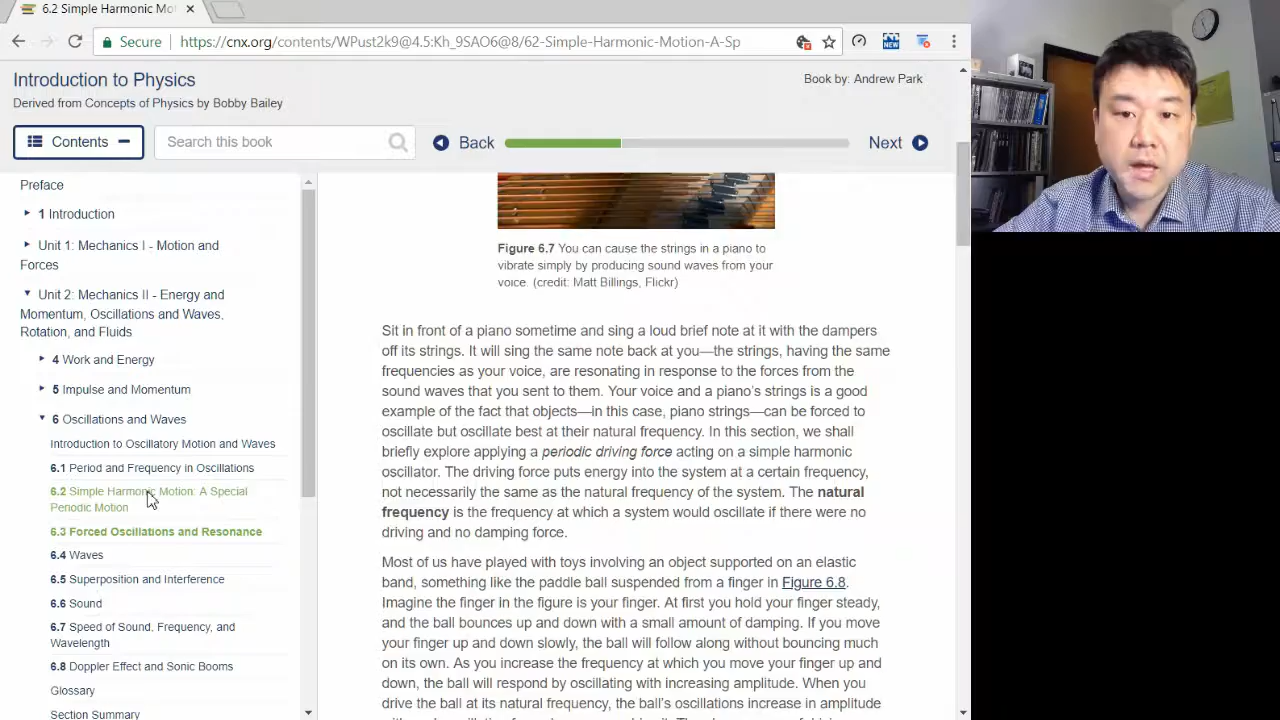 6.2 Simple Harmonic Mot
Secure
https://cnx.org/contents/WPust2k9@4.5:Kh_9SAO6@8/62-Simple-Harmonic-Motion-A-Sp
NEW
Introduction to Physics
Book by: Andrew Park
Derived from Concepts of Physics by Bobby Bailey
Contents
Search this book
Back
Next
Preface
1 Introduction
Unit 1: Mechanics I - Motion and
Forces
Unit 2: Mechanics II - Energy and
Momentum, Oscillations and Waves,
Rotation, and Fluids
4 Work and Energy
5 Impulse and Momentum
6 Oscillations and Waves
Introduction to Oscillatory Motion and Waves
6.1 Period and Frequency in Oscillations
6.2 Simple Harmonic Motion: A Special
Periodic Motion
6.3 Forced Oscillations and Resonance
6.4 Waves
6.5 Superposition and Interference
6.6 Sound
6.7 Speed of Sound, Frequency, and
Wavelength
6.8 Doppler Effect and Sonic Booms
Glossary
Section Summary
Figure 6.7 You can cause the strings in a piano to
vibrate simply by producing sound waves from your
voice. (credit: Matt Billings, Flickr)
Sit in front of a piano sometime and sing a loud brief note at it with the dampers
off its strings. It will sing the same note back at you—the strings, having the same
frequencies as your voice, are resonating in response to the forces from the
sound waves that you sent to them. Your voice and a piano's strings is a good
example of the fact that objects—in this case, piano strings—can be forced to
oscillate but oscillate best at their natural frequency. In this section, we shall
briefly explore applying a periodic driving force acting on a simple harmonic
oscillator. The driving force puts energy into the system at a certain frequency,
not necessarily the same as the natural frequency of the system. The natural
frequency is the frequency at which a system would oscillate if there were no
driving and no damping force.
Most of us have played with toys involving an object supported on an elastic
band, something like the paddle ball suspended from a finger in Figure 6.8.
Imagine the finger in the figure is your finger. At first you hold your finger steady,
and the ball bounces up and down with a small amount of damping. If you move
your finger up and down slowly, the ball will follow along without bouncing much
on its own. As you increase the frequency at which you move your finger up and
down, the ball will respond by oscillating with increasing amplitude. When you
drive the ball at its natural frequency, the ball's oscillations increase in amplitude